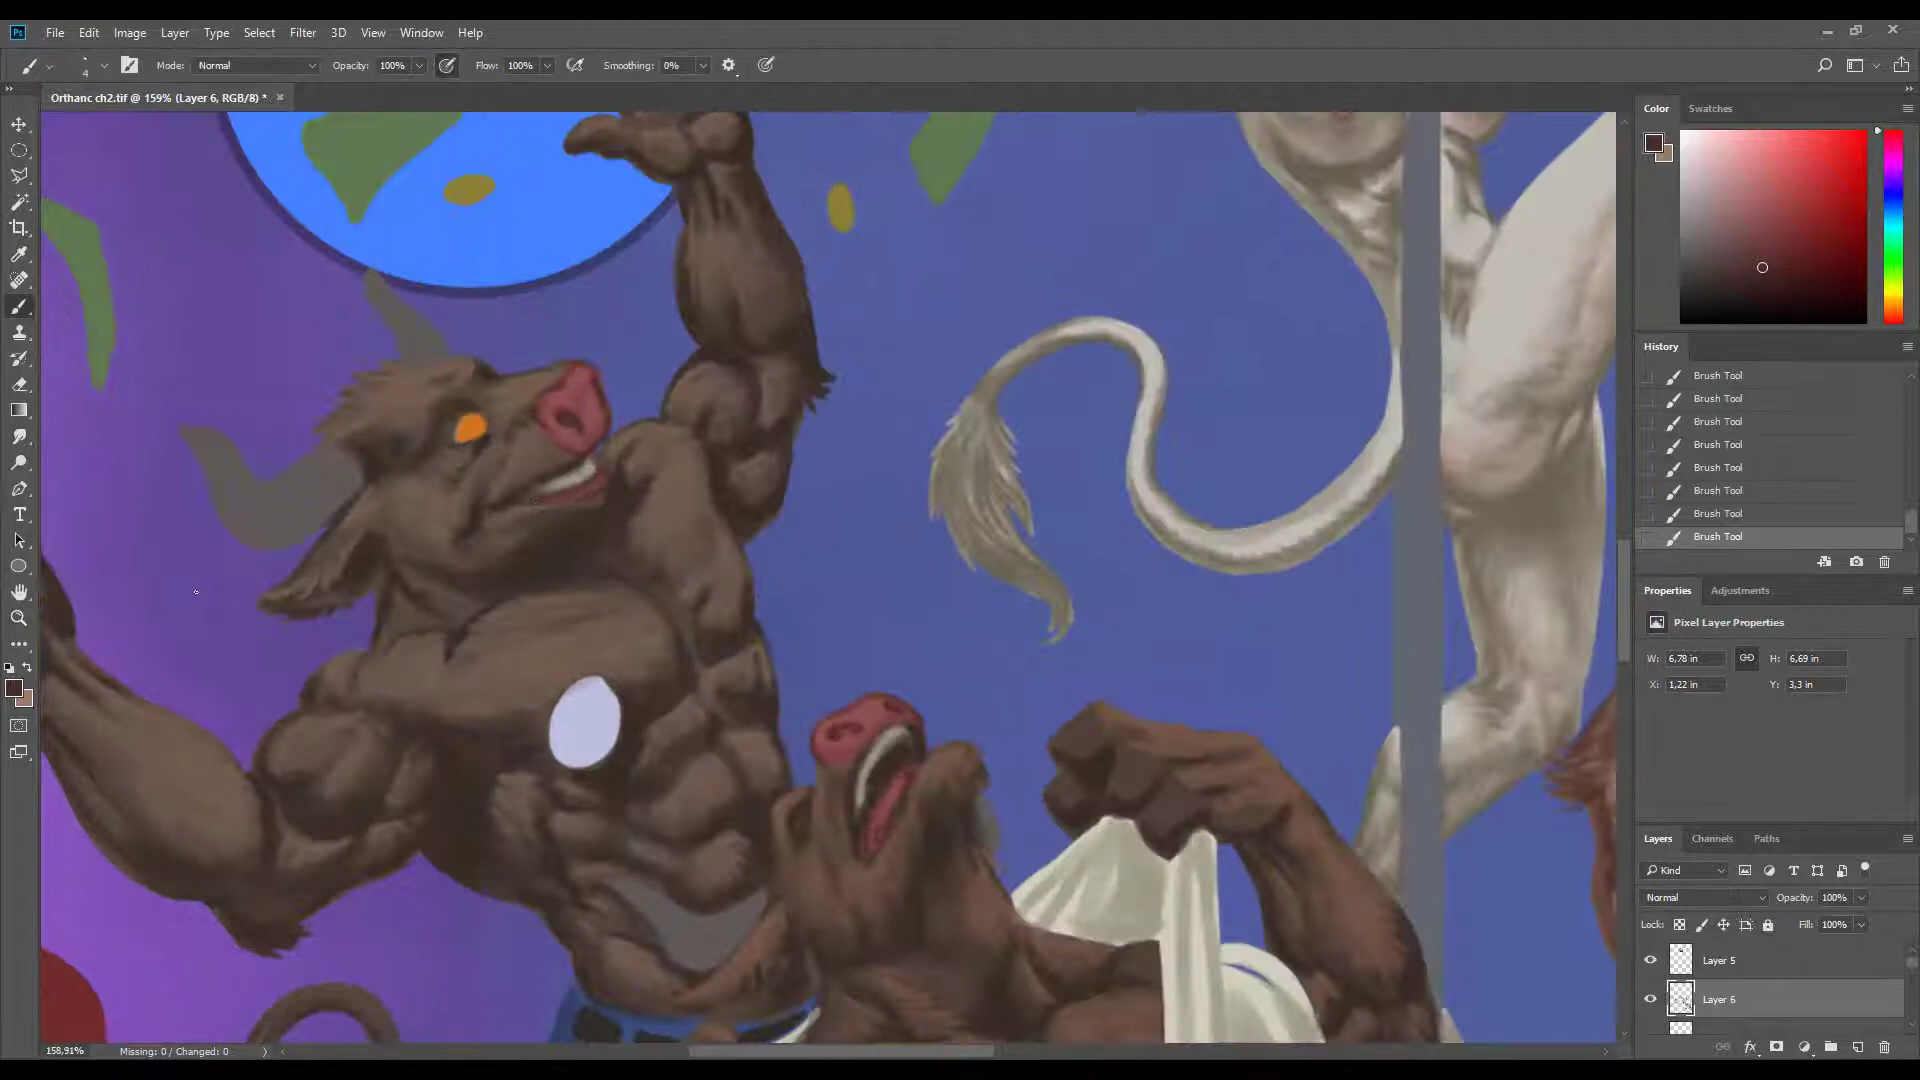 Ps File Edit Image Layer Type Select Filter 3D View Window Help
4 Mode: Normal Opacity: 100% Flow: 100% Smoothing: 0%
Orthanc ch2.tif @ 159% (Layer 6, RGB/8) *
Color Swatches
History
Brush Tool
Brush Tool
Brush Tool
Brush Tool
Brush Tool
Brush Tool
Brush Tool
Brush Tool
Properties Adjustments
Pixel Layer Properties
W: 6,78 in H: 6,69 in
X: 1,22 in Y: 3,3 in
Layers Channels Paths
Kind
Normal Opacity: 100%
Lock: Fill: 100%
Layer 5
Layer 6
158,91% Missing: 0 / Changed: 0